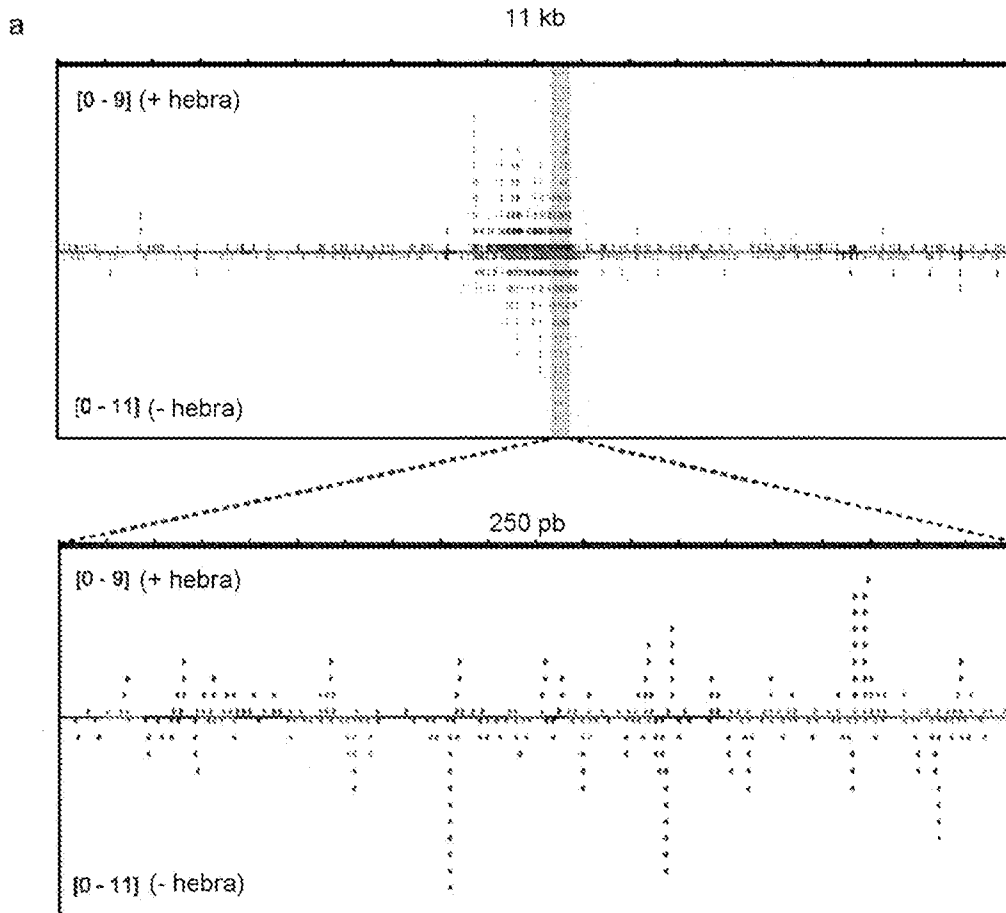 a
11 kb
[0 - 9] (+ hebra)
[0 - 11] (- hebra)
250 pb
[0 - 9] (+ hebra)
[0 - 11] (- hebra)